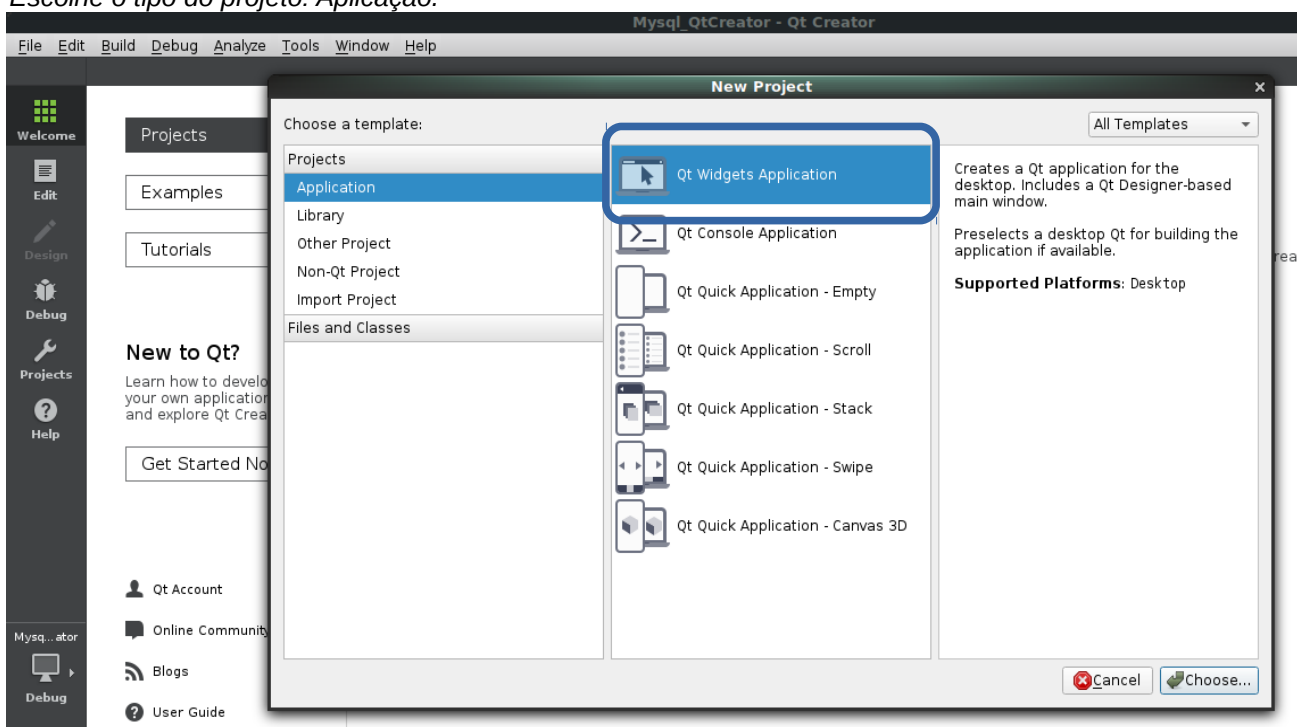 Escolhe o tipo do projeto. Aplicação.
Mysql_QtCreator - Qt Creator
File Edit Build Debug Analyze Tools Window Help
Welcome
Edit
Design
Debug
Projects
Help
Mysq...ator
Debug
Projects
Examples
Tutorials
New to Qt?
Learn how to develo
your own application
and explore Qt Crea
Get Started No
Qt Account
Online Community
Blogs
User Guide
New Project
Choose a template:
All Templates
Projects
Application
Library
Other Project
Non-Qt Project
Import Project
Files and Classes
Qt Widgets Application
Qt Console Application
Qt Quick Application - Empty
Qt Quick Application - Scroll
Qt Quick Application - Stack
Qt Quick Application - Swipe
Qt Quick Application - Canvas 3D
Creates a Qt application for the
desktop. Includes a Qt Designer-based
main window.
Preselects a desktop Qt for building the
application if available.
Supported Platforms: Desktop
Cancel
Choose...
rea